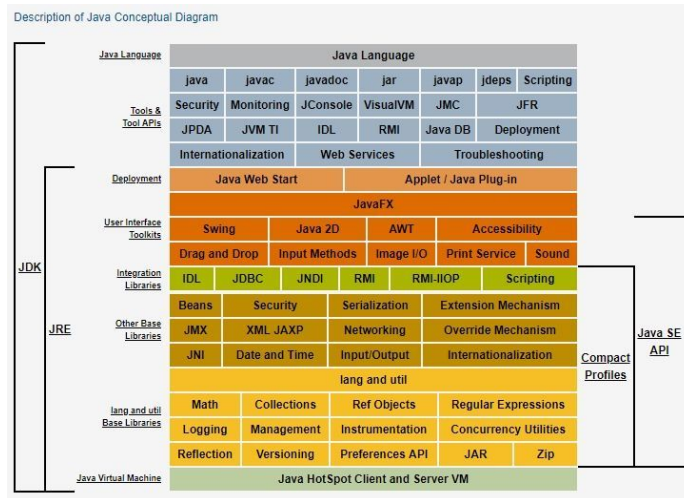 Description of Java Conceptual Diagram
Java Language
Java Language
java javac javadoc jar javap jdeps Scripting
Tools &
Tool APIs
Security Monitoring JConsole VisualVM JMC JFR
JPDA JVM TI IDL RMI Java DB Deployment
Internationalization Web Services Troubleshooting
Deployment
Java Web Start Applet / Java Plug-in
JavaFX
User Interface
Toolkits
Swing Java 2D AWT Accessibility
Drag and Drop Input Methods Image I/O Print Service Sound
Integration
Libraries
IDL JDBC JNDI RMI RMI-IIOP Scripting
JDK
JRE
Other Base
Libraries
Beans Security Serialization Extension Mechanism
JMX XML JAXP Networking Override Mechanism
JNI Date and Time Input/Output Internationalization
Compact
Profiles
Java SE
API
lang and util
lang and util
Base Libraries
Math Collections Ref Objects Regular Expressions
Logging Management Instrumentation Concurrency Utilities
Reflection Versioning Preferences API JAR Zip
Java Virtual Machine
Java HotSpot Client and Server VM